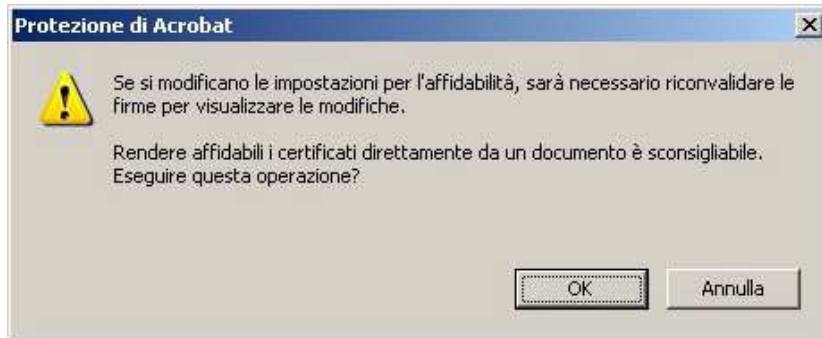 Protezione di Acrobat
Se si modificano le impostazioni per l'affidabilità, sarà necessario riconvalidare le
firme per visualizzare le modifiche.
Rendere affidabili i certificati direttamente da un documento è sconsigliabile.
Eseguire questa operazione?
OK
Annulla